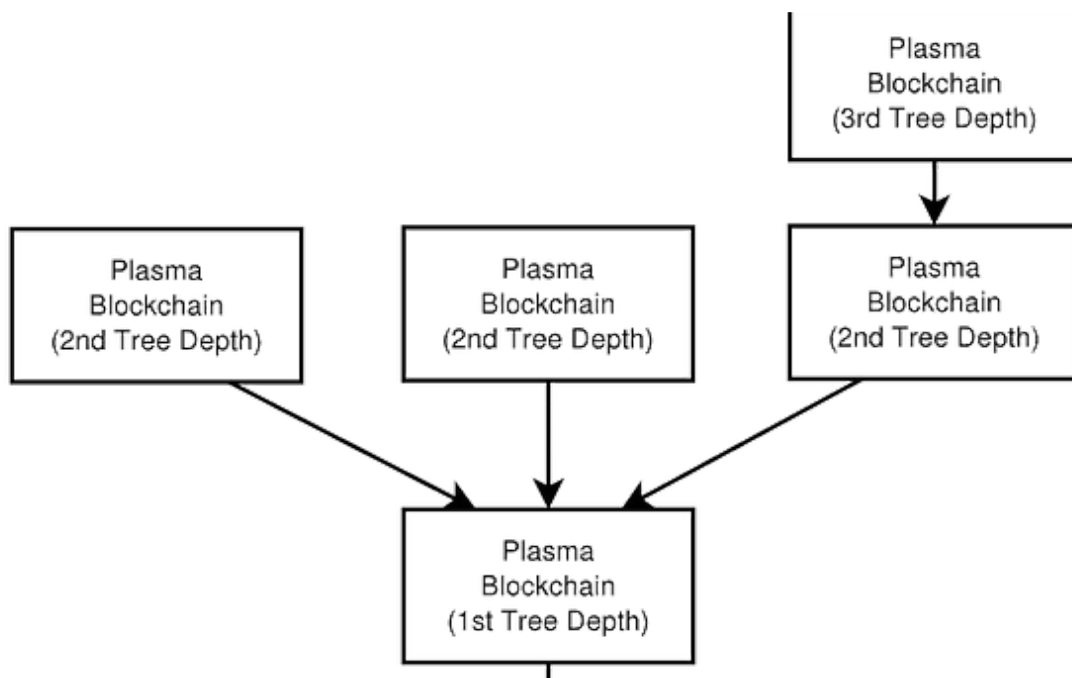 Plasma
Blockchain
(3rd Tree Depth)
Plasma
Blockchain
(2nd Tree Depth)
Plasma
Blockchain
(2nd Tree Depth)
Plasma
Blockchain
(2nd Tree Depth)
Plasma
Blockchain
(1st Tree Depth)